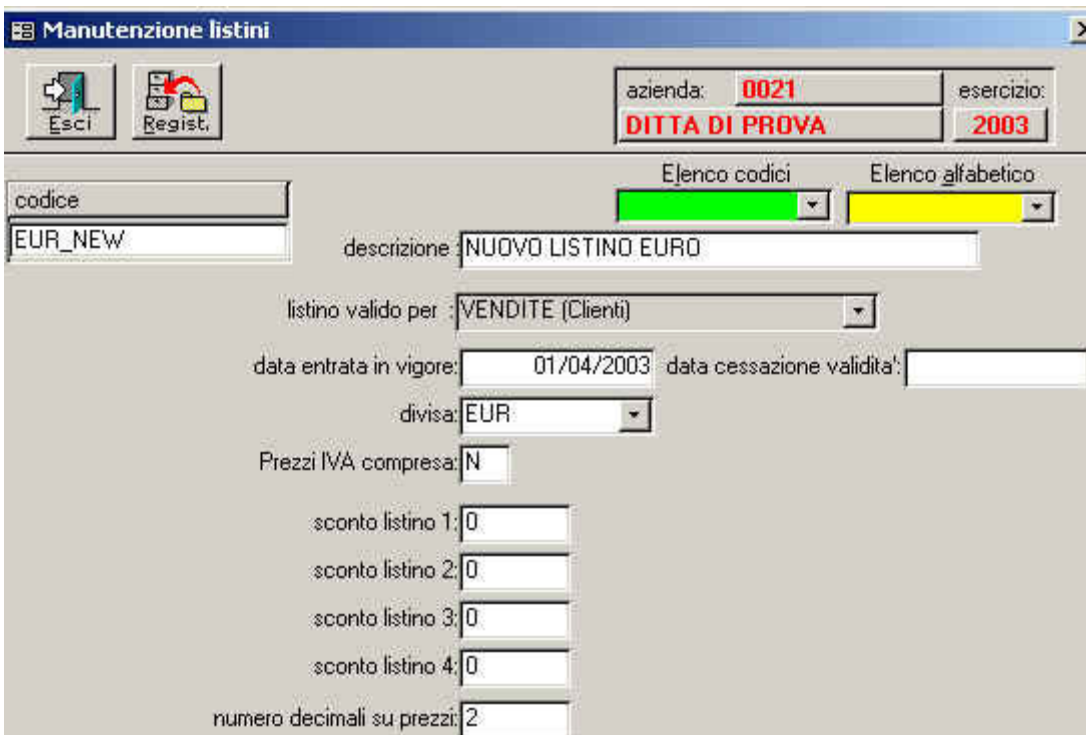 Manutenzione listini
Esci
Regist.
azienda: 0021 esercizio:
DITTA DI PROVA 2003
Elenco codici Elenco alfabetico
codice
EUR_NEW
descrizione : NUOVO LISTINO EURO
listino valido per : VENDITE (Clienti)
data entrata in vigore: 01/04/2003 data cessazione validita':
divisa: EUR
Prezzi IVA compresa: N
sconto listino 1: 0
sconto listino 2: 0
sconto listino 3: 0
sconto listino 4: 0
numero decimali su prezzi: 2